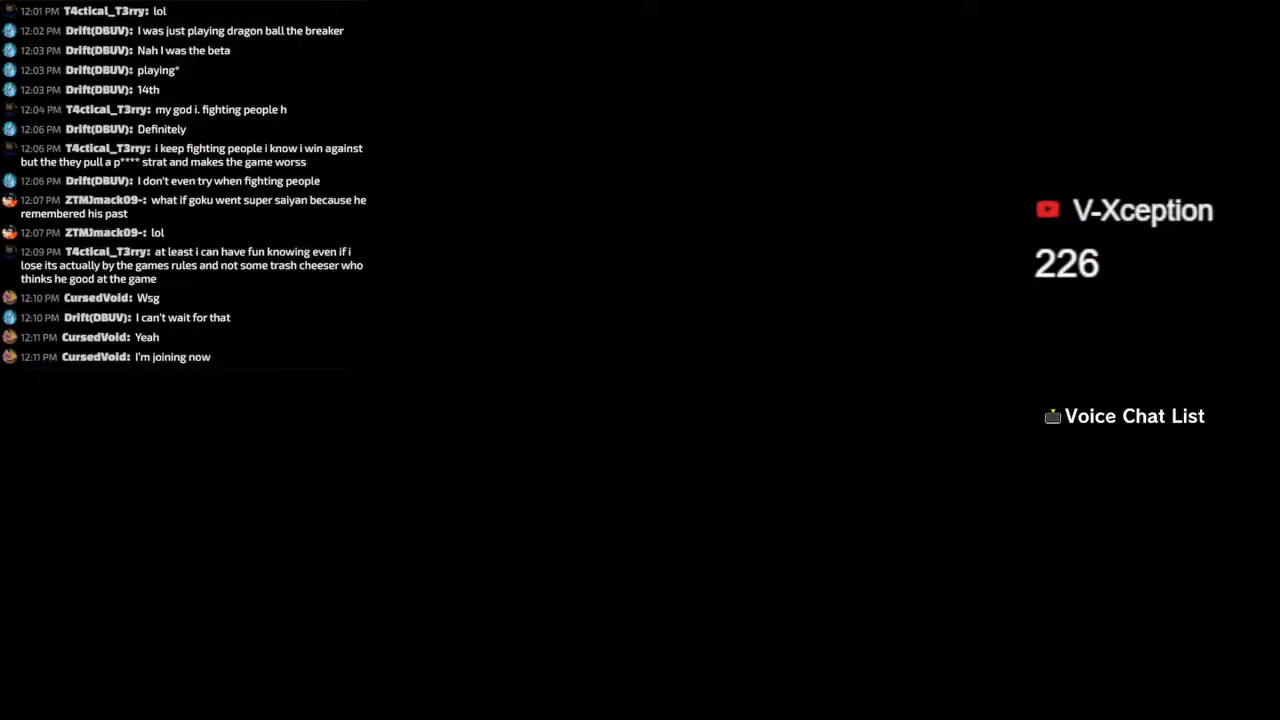 12:01 PM T4ctical_T3rry: lol
12:02 PM Drift(DBUV): I was just playing dragon ball the breaker
12:03 PM Drift(DBUV): Nah I was the beta
12:03 PM Drift(DBUV): playing*
12:03 PM Drift(DBUV): 14th
12:04 PM T4ctical_T3rry: my god i. fighting people h
12:06 PM Drift(DBUV): Definitely
12:06 PM T4ctical_T3rry: i keep fighting people i know i win against
but the they pull a p**** strat and makes the game worss
12:06 PM Drift(DBUV): I don't even try when fighting people
12:07 PM ZTMJmack09-: what if goku went super saiyan because he
remembered his past
12:07 PM ZTMJmack09-: lol
12:09 PM T4ctical_T3rry: at least i can have fun knowing even if i
lose its actually by the games rules and not some trash cheeser who
thinks he good at the game
12:10 PM CursedVoid: Wsg
12:10 PM Drift(DBUV): I can't wait for that
12:11 PM CursedVoid: Yeah
12:11 PM CursedVoid: I'm joining now
V-Xception
226
Voice Chat List